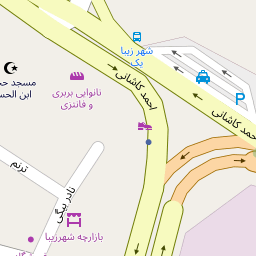 شهر زیبا
یک
احمد کاشانی
مسجد حج
ابن الحس
نانوایی بربری
و فانتزی
P
احمد کاشانی
ترنم
نادر بیگی
بازارچه شهرزیبا